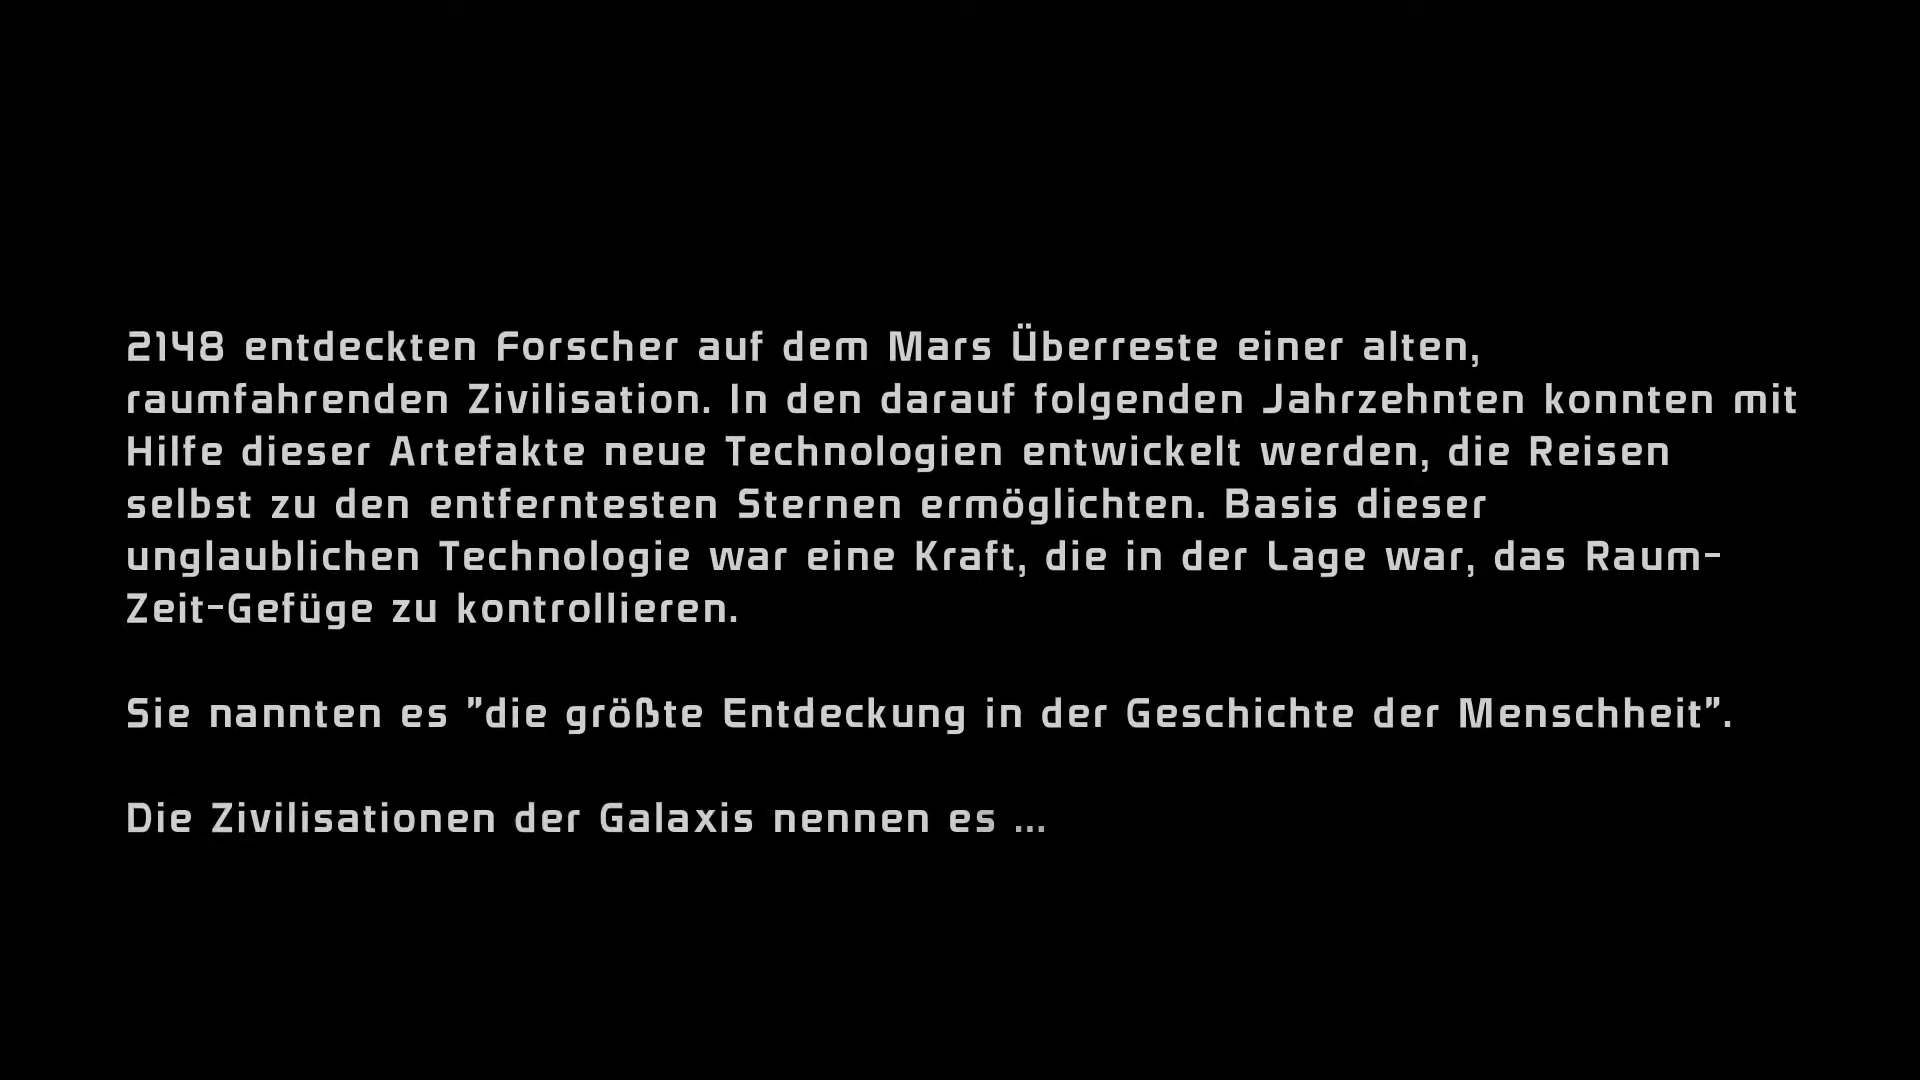 2148 entdeckten Forscher auf dem Mars Überreste einer alten,
raumfahrenden Zivilisation. In den darauf folgenden Jahrzehnten konnten mit
Hilfe dieser Artefakte neue Technologien entwickelt werden, die Reisen
selbst zu den entferntesten Sternen ermöglichten. Basis dieser
unglaublichen Technologie war eine Kraft, die in der Lage war, das Raum-
Zeit-Gefüge zu kontrollieren.
Sie nannten es "die größte Entdeckung in der Geschichte der Menschheit".
Die Zivilisationen der Galaxis nennen es ...